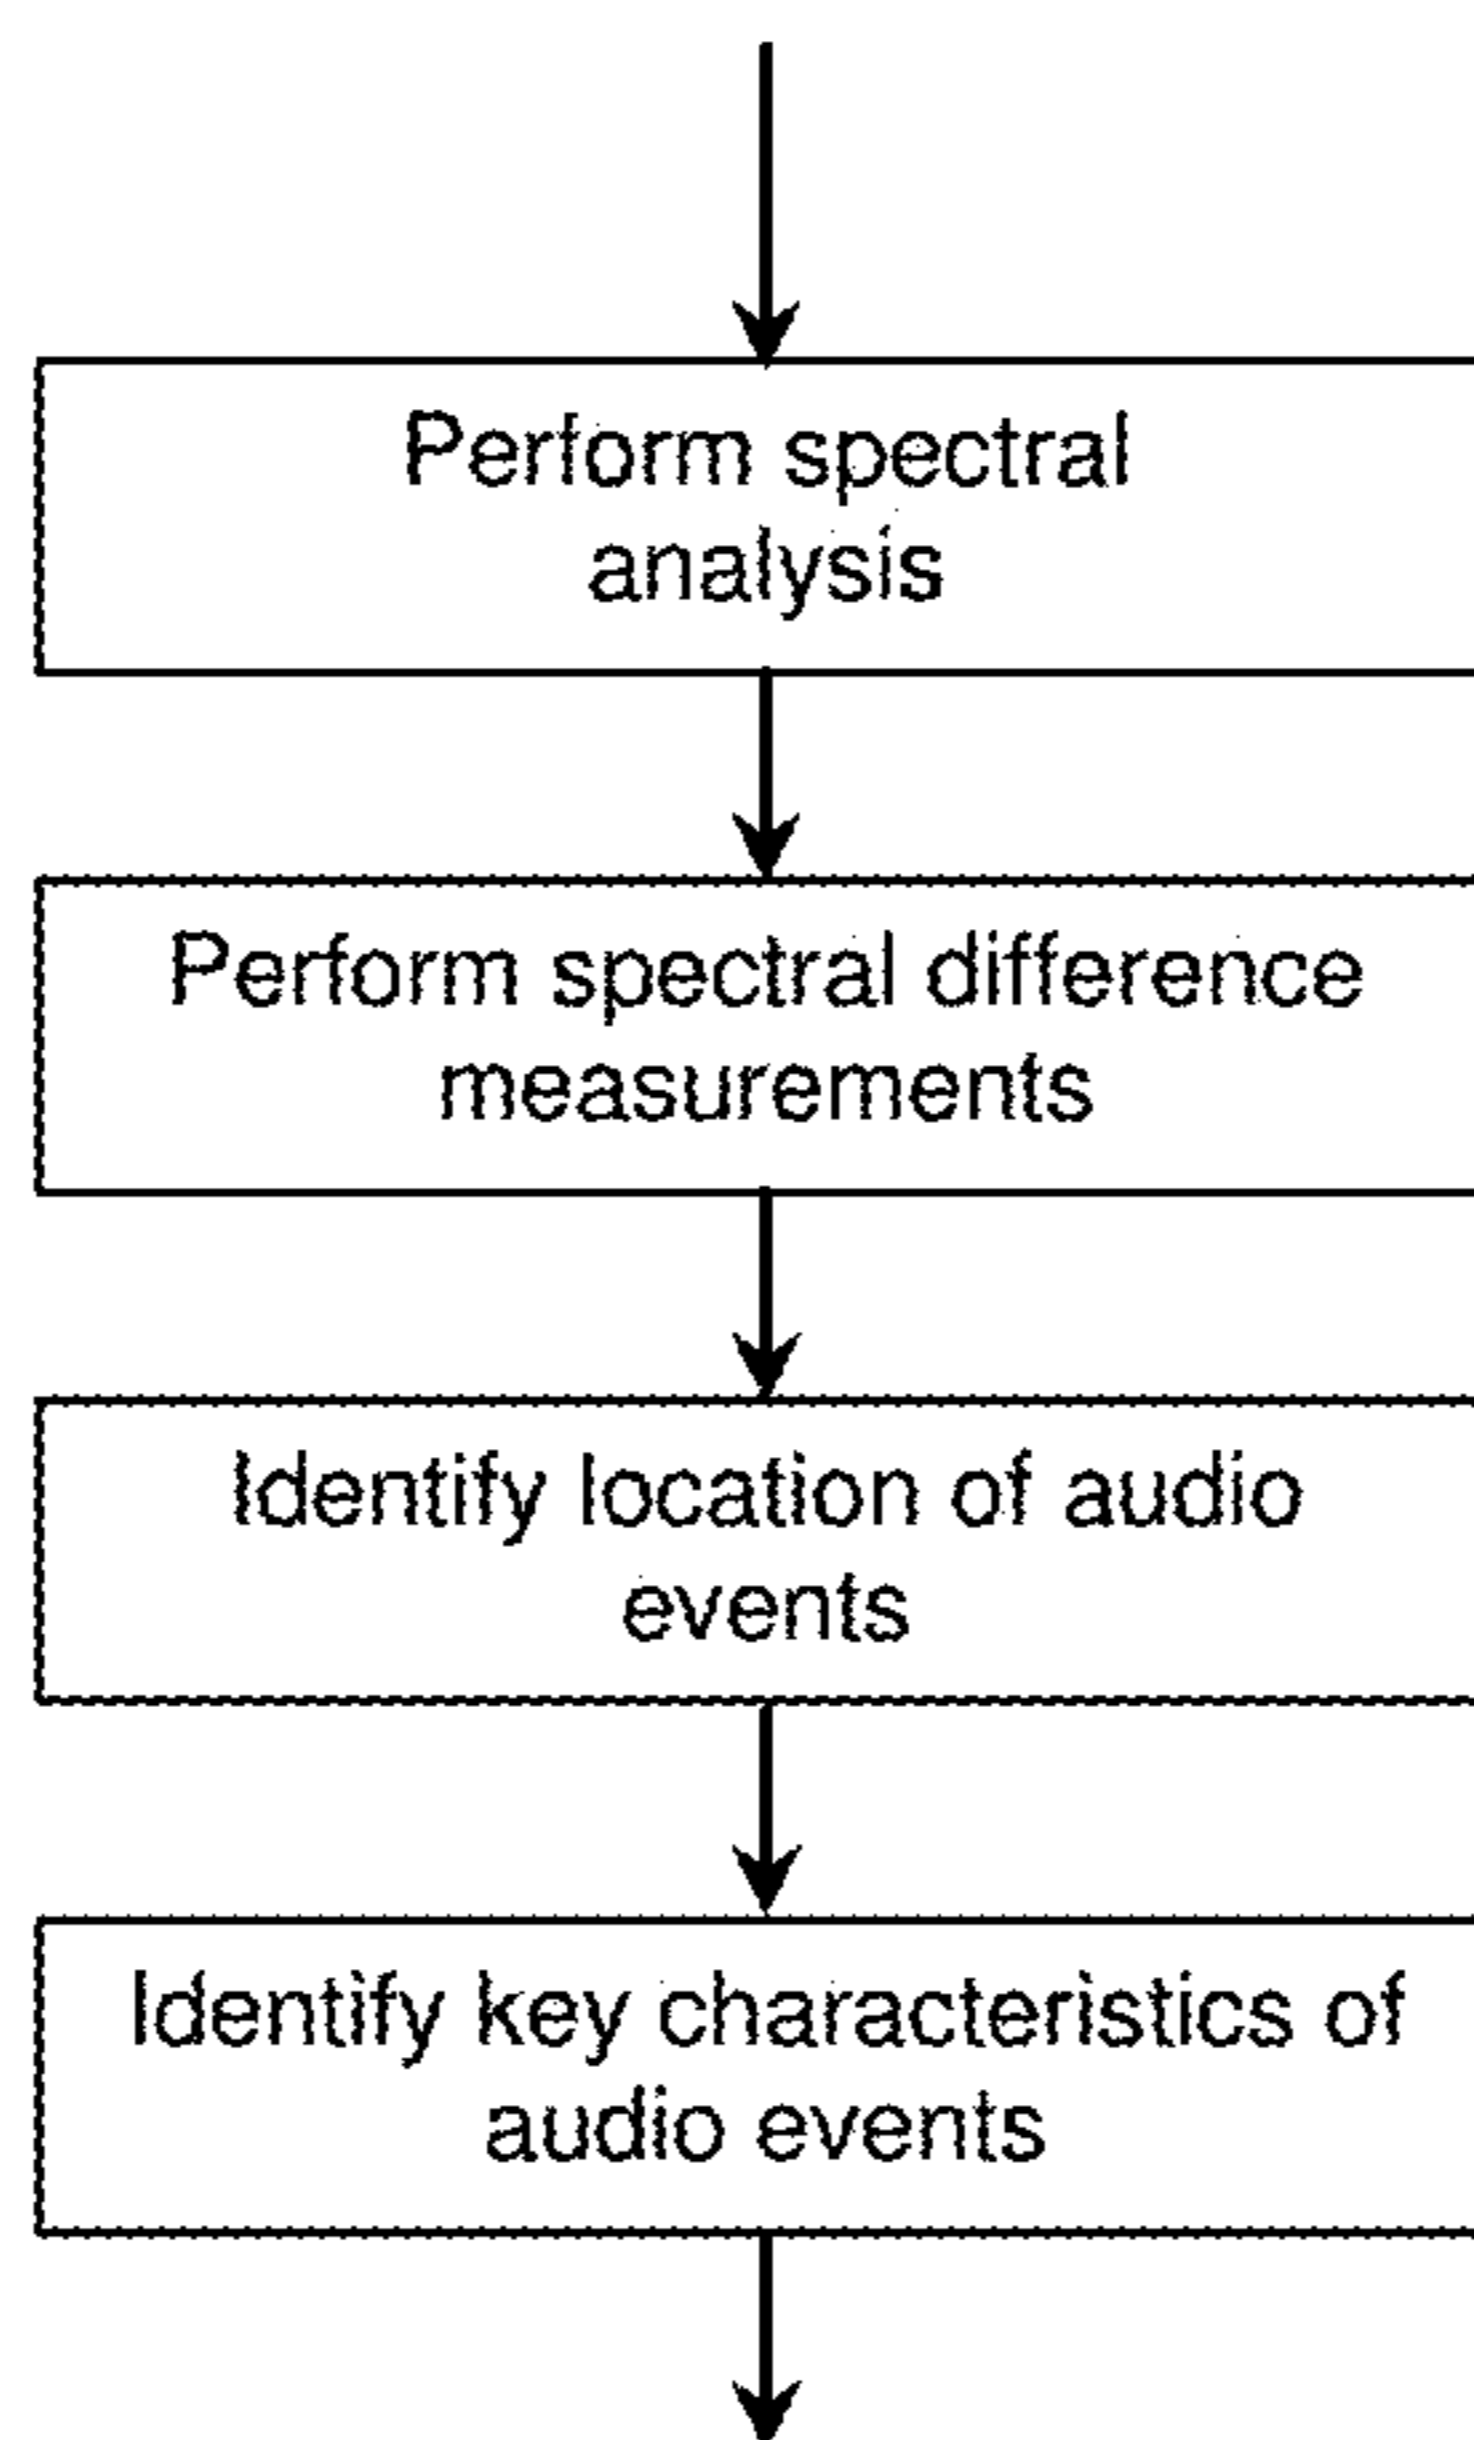 Perform spectral
analysis
Perform spectral difference
measurements
Identify location of audio
events
Identify key characteristics of
audio events